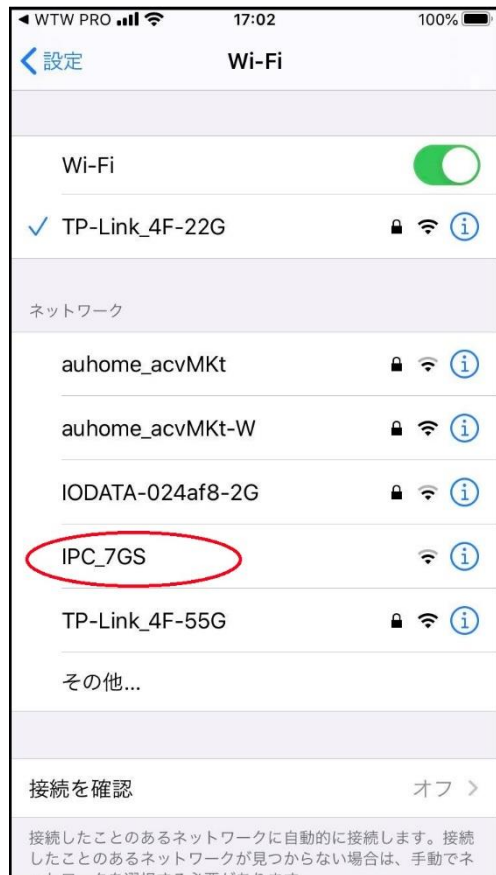 ◀ WTW PRO 17:02 100%
設定 Wi-Fi
Wi-Fi
TP-Link_4F-22G
ネットワーク
auhome_acvMKt
auhome_acvMKt-W
IODATA-024af8-2G
IPC_7GS
TP-Link_4F-55G
その他...
接続を確認 オフ
接続したことのあるネットワークに自動的に接続します。接続
したことのあるネットワークが見つからない場合は、手動でネ